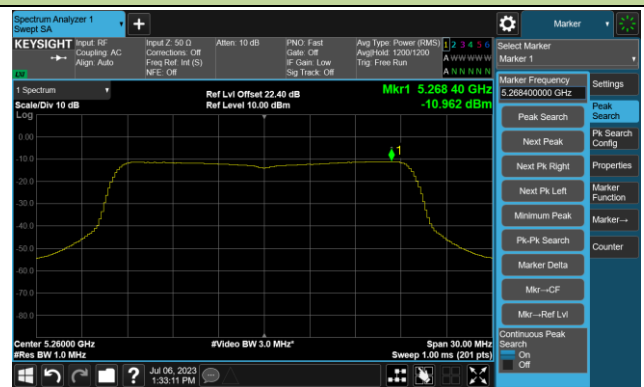 Spectrum Analyzer 1
Swept SA
+
Marker
KEYSIGHT
Input: RF
Coupling: AC
Align: Auto
Input Z: 50 Ω
Corrections: Off
Freq Ref: Int (S)
NFE: Off
Atten: 10 dB
PNO: Fast
Gate: Off
IF Gain: Low
Sig Track: Off
Avg Type: Power (RMS)
Avg|Hold: 1200/1200
Trig: Free Run
1 2 3 4 5 6
A W W W W W
A N N N N N
LW
Select Marker
Marker 1
1 Spectrum
Scale/Div 10 dB
Log
Ref Lvl Offset 22.40 dB
Ref Level 10.00 dBm
Mkr1 5.268 40 GHz
-10.962 dBm
0.00
-10.0
-20.0
-30.0
-40.0
-50.0
-60.0
-70.0
-80.0
1
Center 5.26000 GHz
#Res BW 1.0 MHz
#Video BW 3.0 MHz*
Span 30.00 MHz
Sweep 1.00 ms (201 pts)
Marker Frequency
5.268400000 GHz
Peak Search
Next Peak
Next Pk Right
Next Pk Left
Minimum Peak
Pk-Pk Search
Marker Delta
Mkr→CF
Mkr→Ref Lvl
Continuous Peak
Search
On
Off
Settings
Peak
Search
Pk Search
Config
Properties
Marker
Function
Marker→
Counter
?
Jul 06, 2023
1:33:11 PM